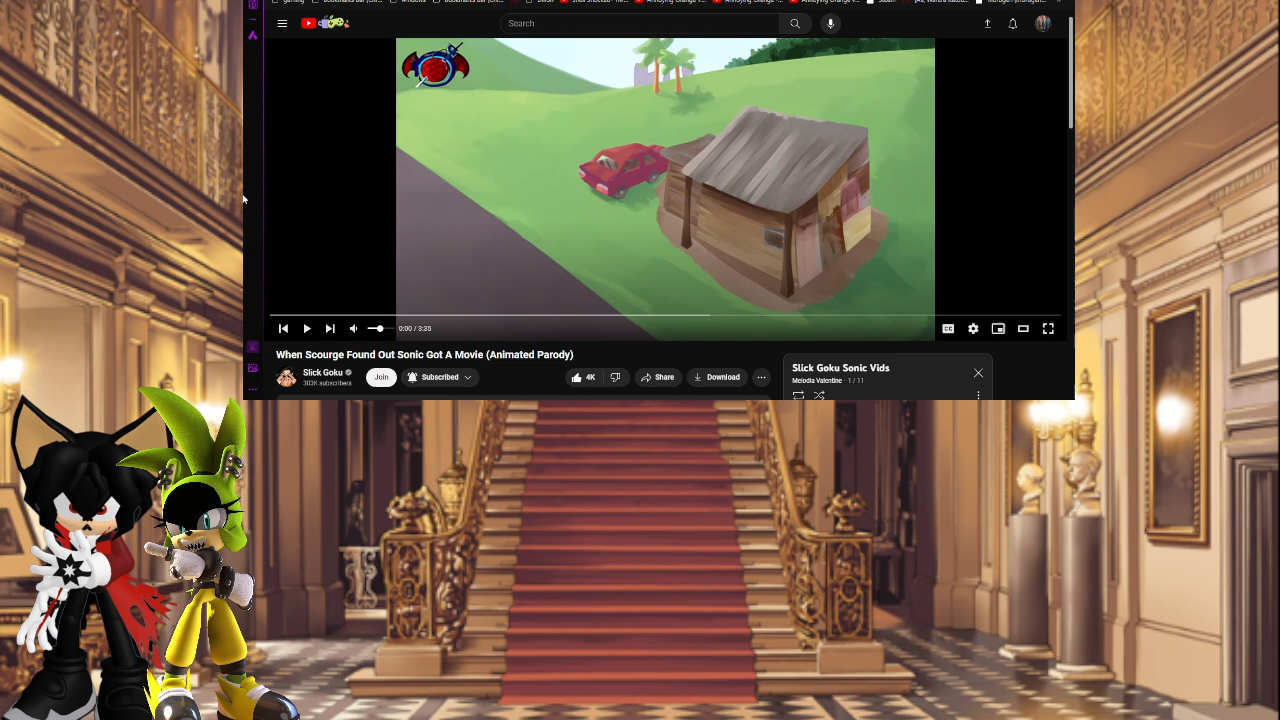 Search
0:00 / 3:35
CC
When Scourge Found Out Sonic Got A Movie (Animated Parody)
Slick Goku
303K subscribers
Join
Subscribed
4K
Share
Download
Slick Goku Sonic Vids
Melodia Valentine - 1 / 11